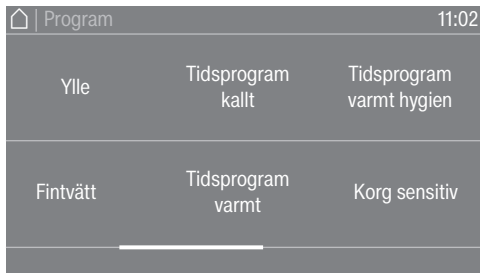 Program 11:02
Ylle
Tidsprogram
kallt
Tidsprogram
varmt hygien
Fintvätt
Tidsprogram
varmt
Korg sensitiv